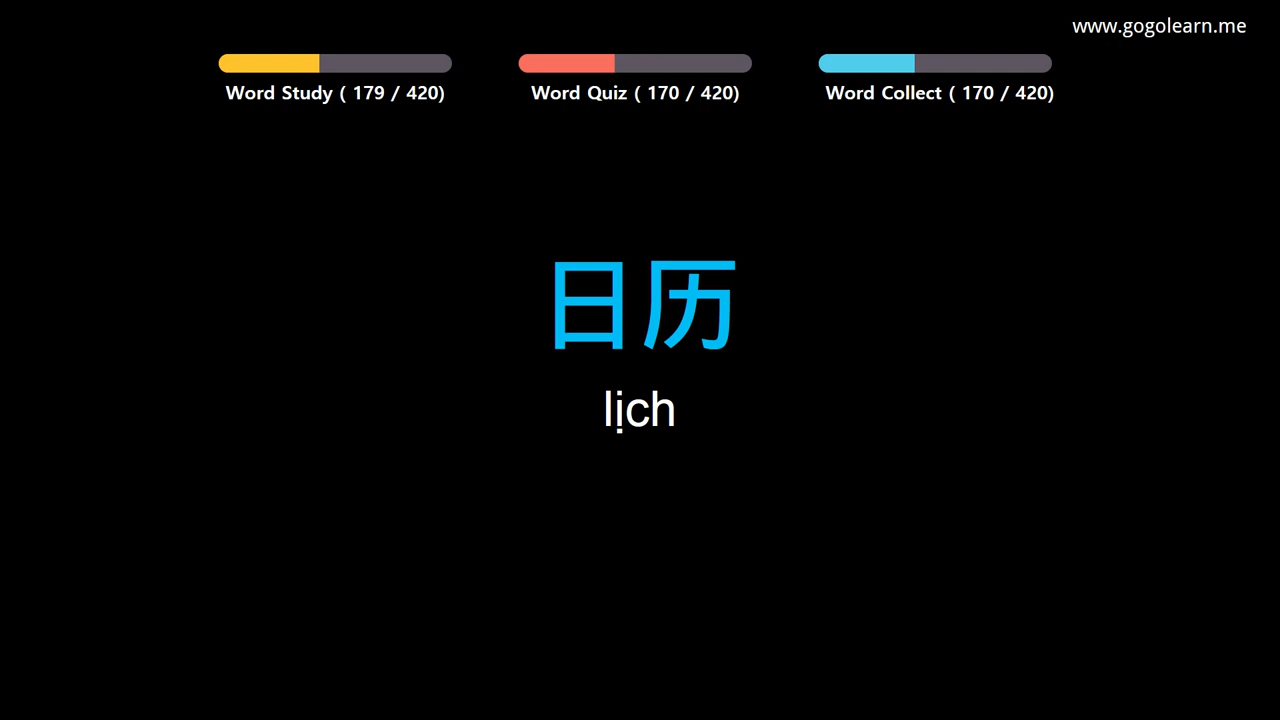 www.gogolearn.me
Word Study ( 179 / 420)
Word Quiz ( 170 / 420)
Word Collect ( 170 / 420)
日历
lịch